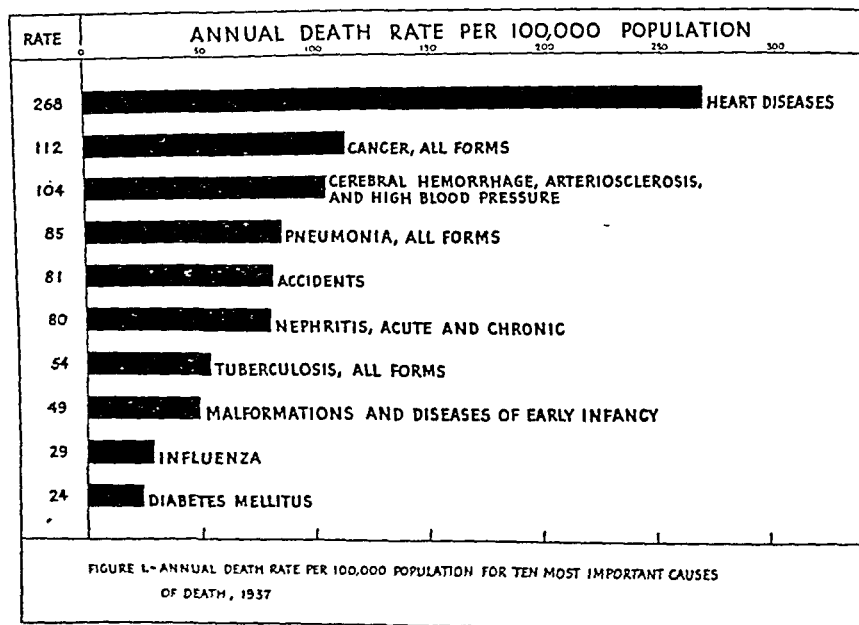 RATE ANNUAL DEATH RATE PER 100,000 POPULATION
0 50 100 150 200 250 300
268 HEART DISEASES
112 CANCER, ALL FORMS
104 CEREBRAL HEMORRHAGE, ARTERIOSCLEROSIS,
AND HIGH BLOOD PRESSURE
85 PNEUMONIA, ALL FORMS
81 ACCIDENTS
80 NEPHRITIS, ACUTE AND CHRONIC
54 TUBERCULOSIS, ALL FORMS
49 MALFORMATIONS AND DISEASES OF EARLY INFANCY
29 INFLUENZA
24 DIABETES MELLITUS
FIGURE 1.- ANNUAL DEATH RATE PER 100,000 POPULATION FOR TEN MOST IMPORTANT CAUSES
OF DEATH, 1937